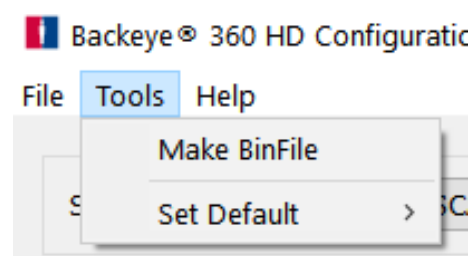 Backeye® 360 HD Configuratio
File Tools Help
Make BinFile
Set Default